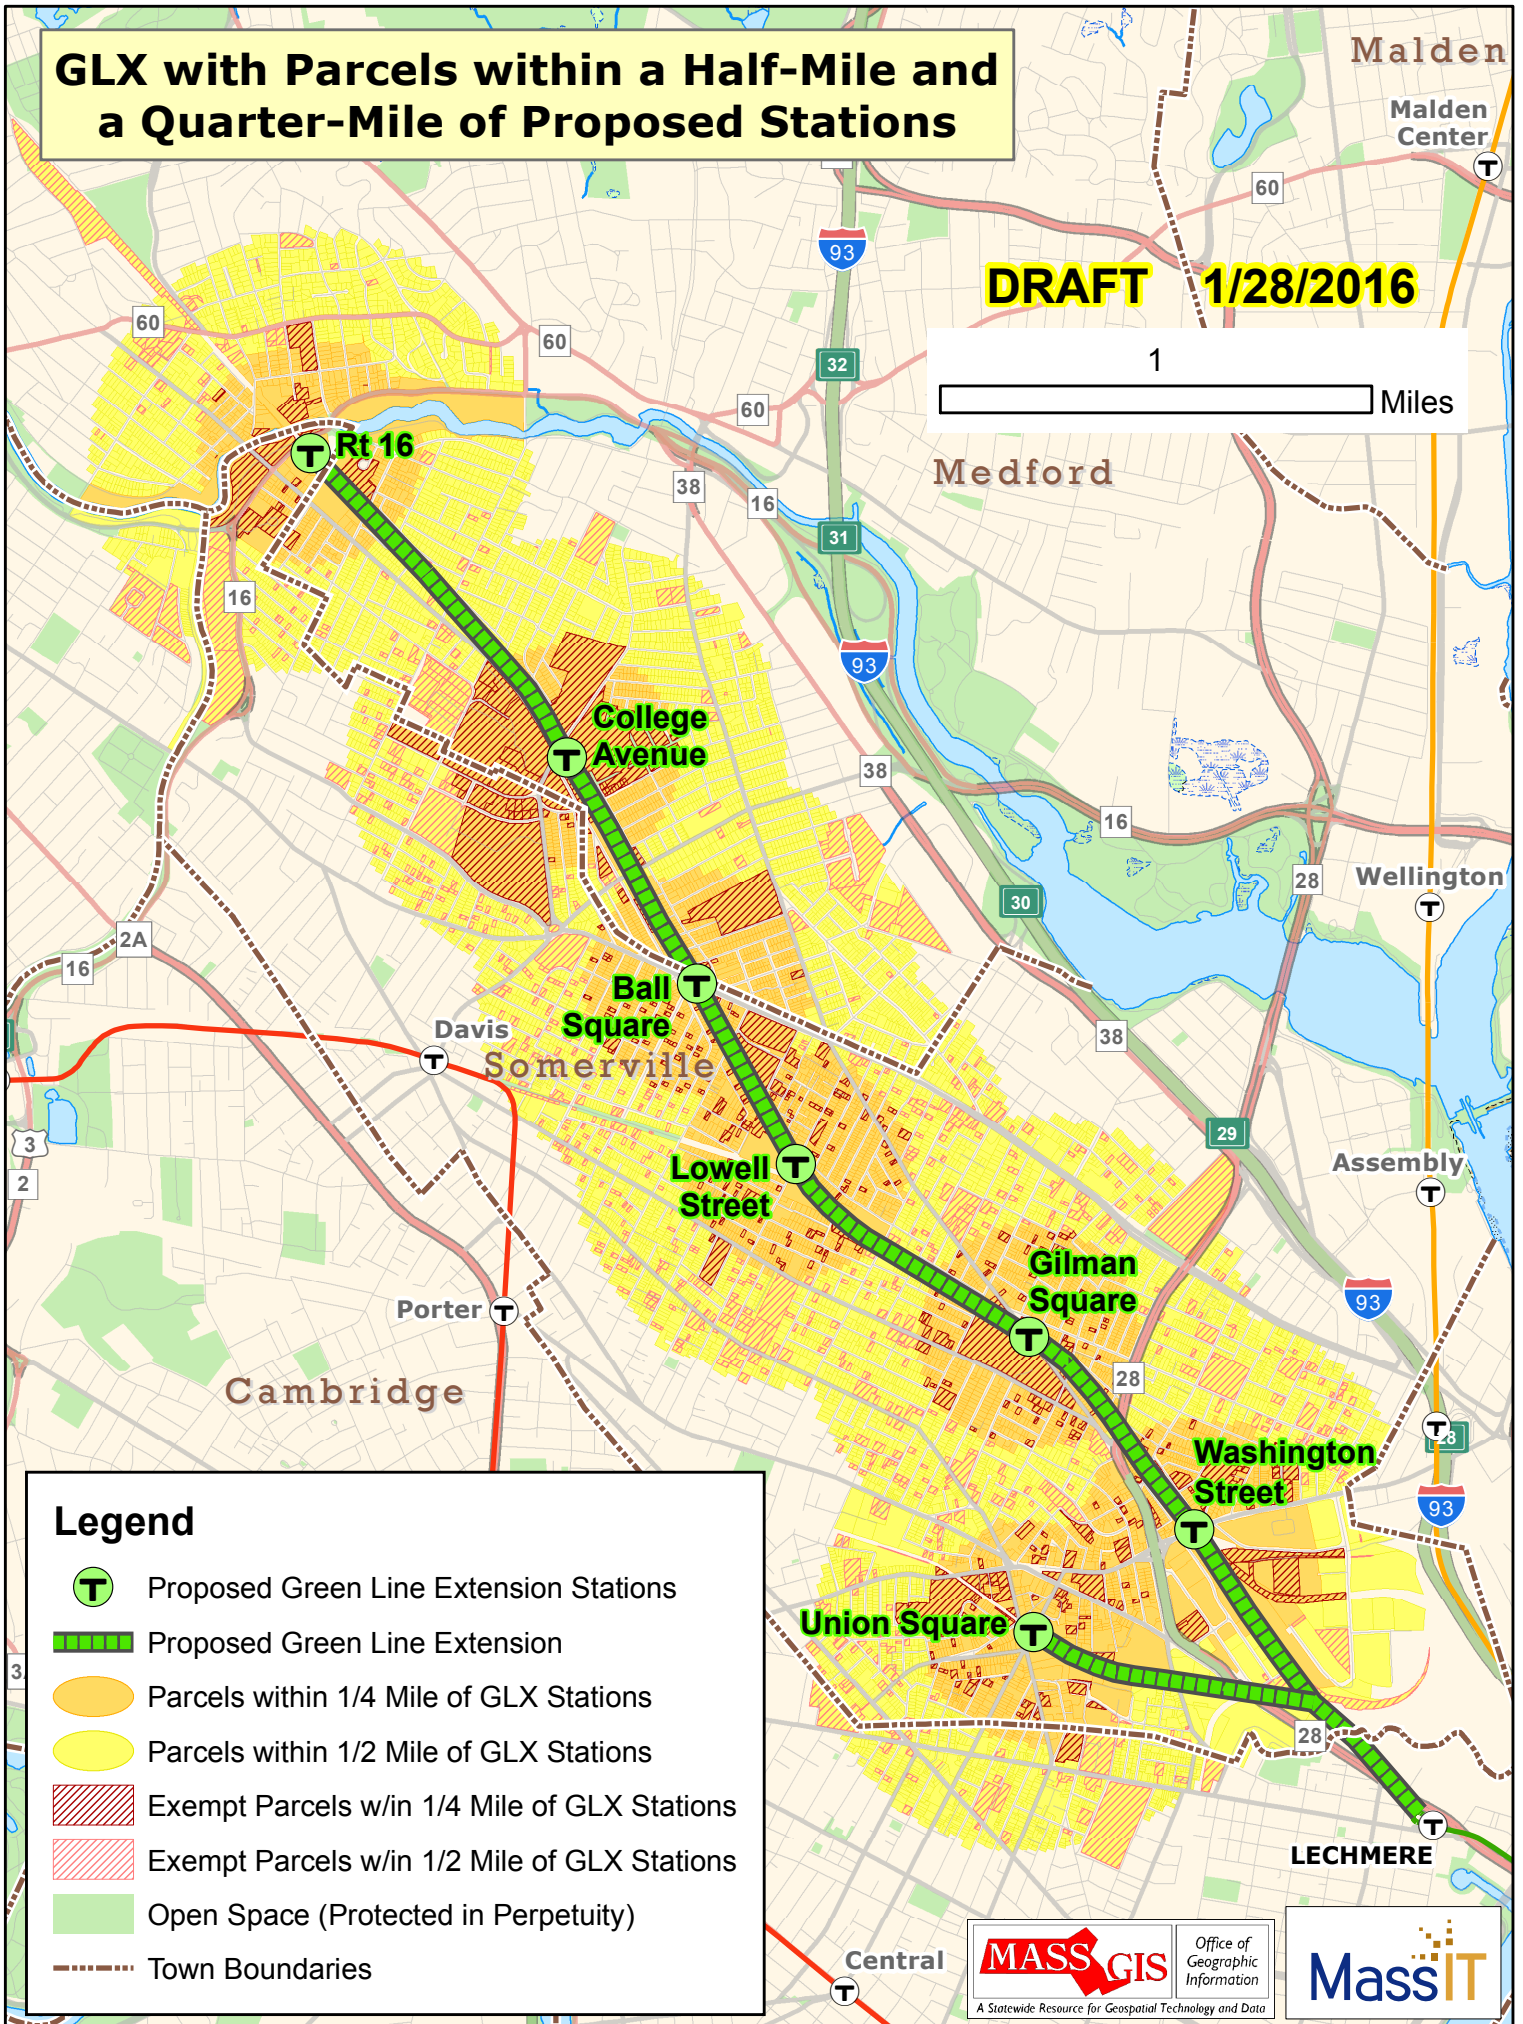 GLX with Parcels within a Half-Mile and
a Quarter-Mile of Proposed Stations
Malden
Malden
Center
60
93
DRAFT 1/28/2016
60
60
32
1
Miles
60
Rt 16
Medford
38
16
31
16
93
College
Avenue
38
16
28
Wellington
30
2A
16
Ball
Square
Davis
38
Somerville
3
29
2
Lowell
Street
Assembly
Gilman
Square
93
Porter
28
Cambridge
Washington
Street
28
93
Union Square
28
LECHMERE
Central
Legend
T Proposed Green Line Extension Stations
Proposed Green Line Extension
Parcels within 1/4 Mile of GLX Stations
Parcels within 1/2 Mile of GLX Stations
Exempt Parcels w/in 1/4 Mile of GLX Stations
Exempt Parcels w/in 1/2 Mile of GLX Stations
Open Space (Protected in Perpetuity)
Town Boundaries
MASS GIS
Office of
Geographic
Information
A Statewide Resource for Geospatial Technology and Data
MassIT